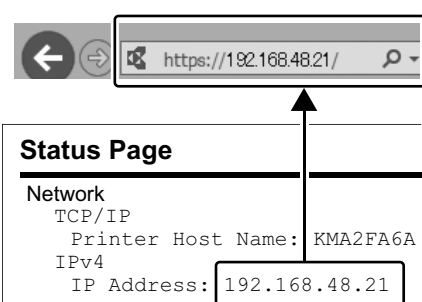 https://192.168.48.21/
Status Page
Network
TCP/IP
Printer Host Name: KMA2FA6A
IPv4
IP Address: 192.168.48.21